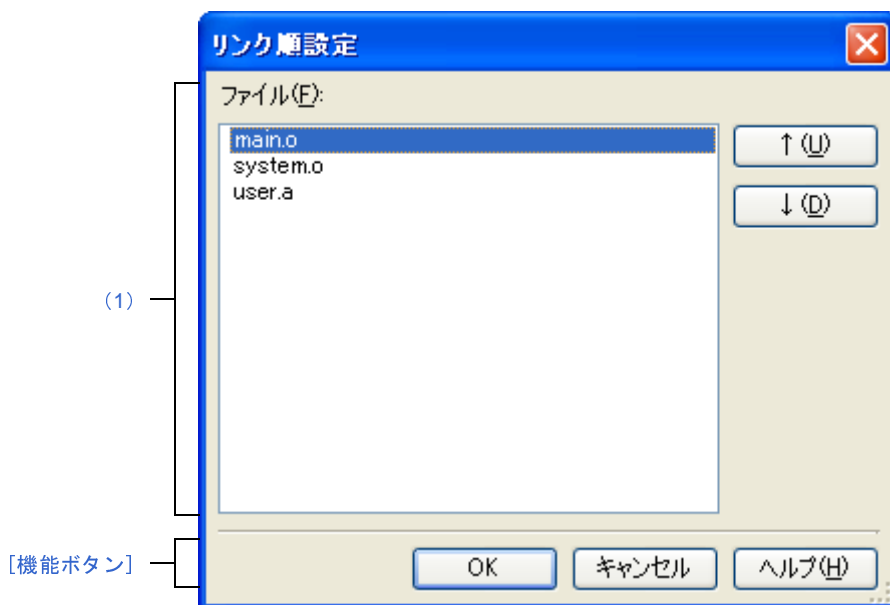 リンク順設定
ファイル(F):
main.o
system.o
user.a
↑(U)
↓(D)
(1)
[機能ボタン]
OK
キャンセル
ヘルプ(H)